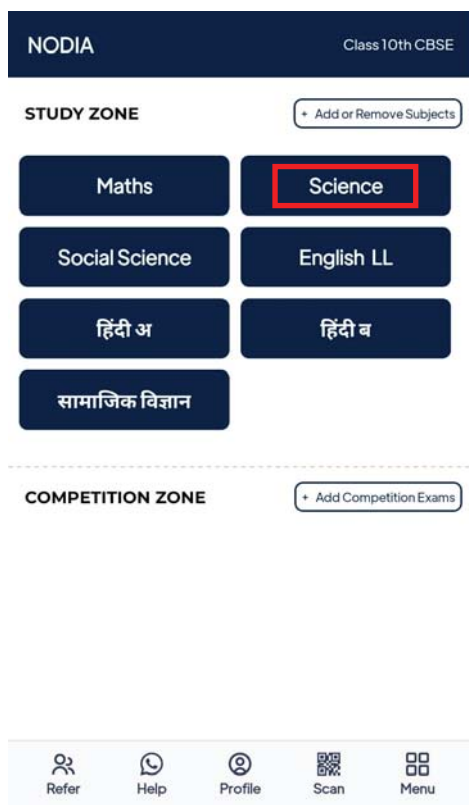 NODIA
Class 10th CBSE
STUDY ZONE
+ Add or Remove Subjects
Maths
Science
Social Science
English LL
हिंदी अ
हिंदी ब
सामाजिक विज्ञान
COMPETITION ZONE
+ Add Competition Exams
Refer
Help
Profile
Scan
Menu